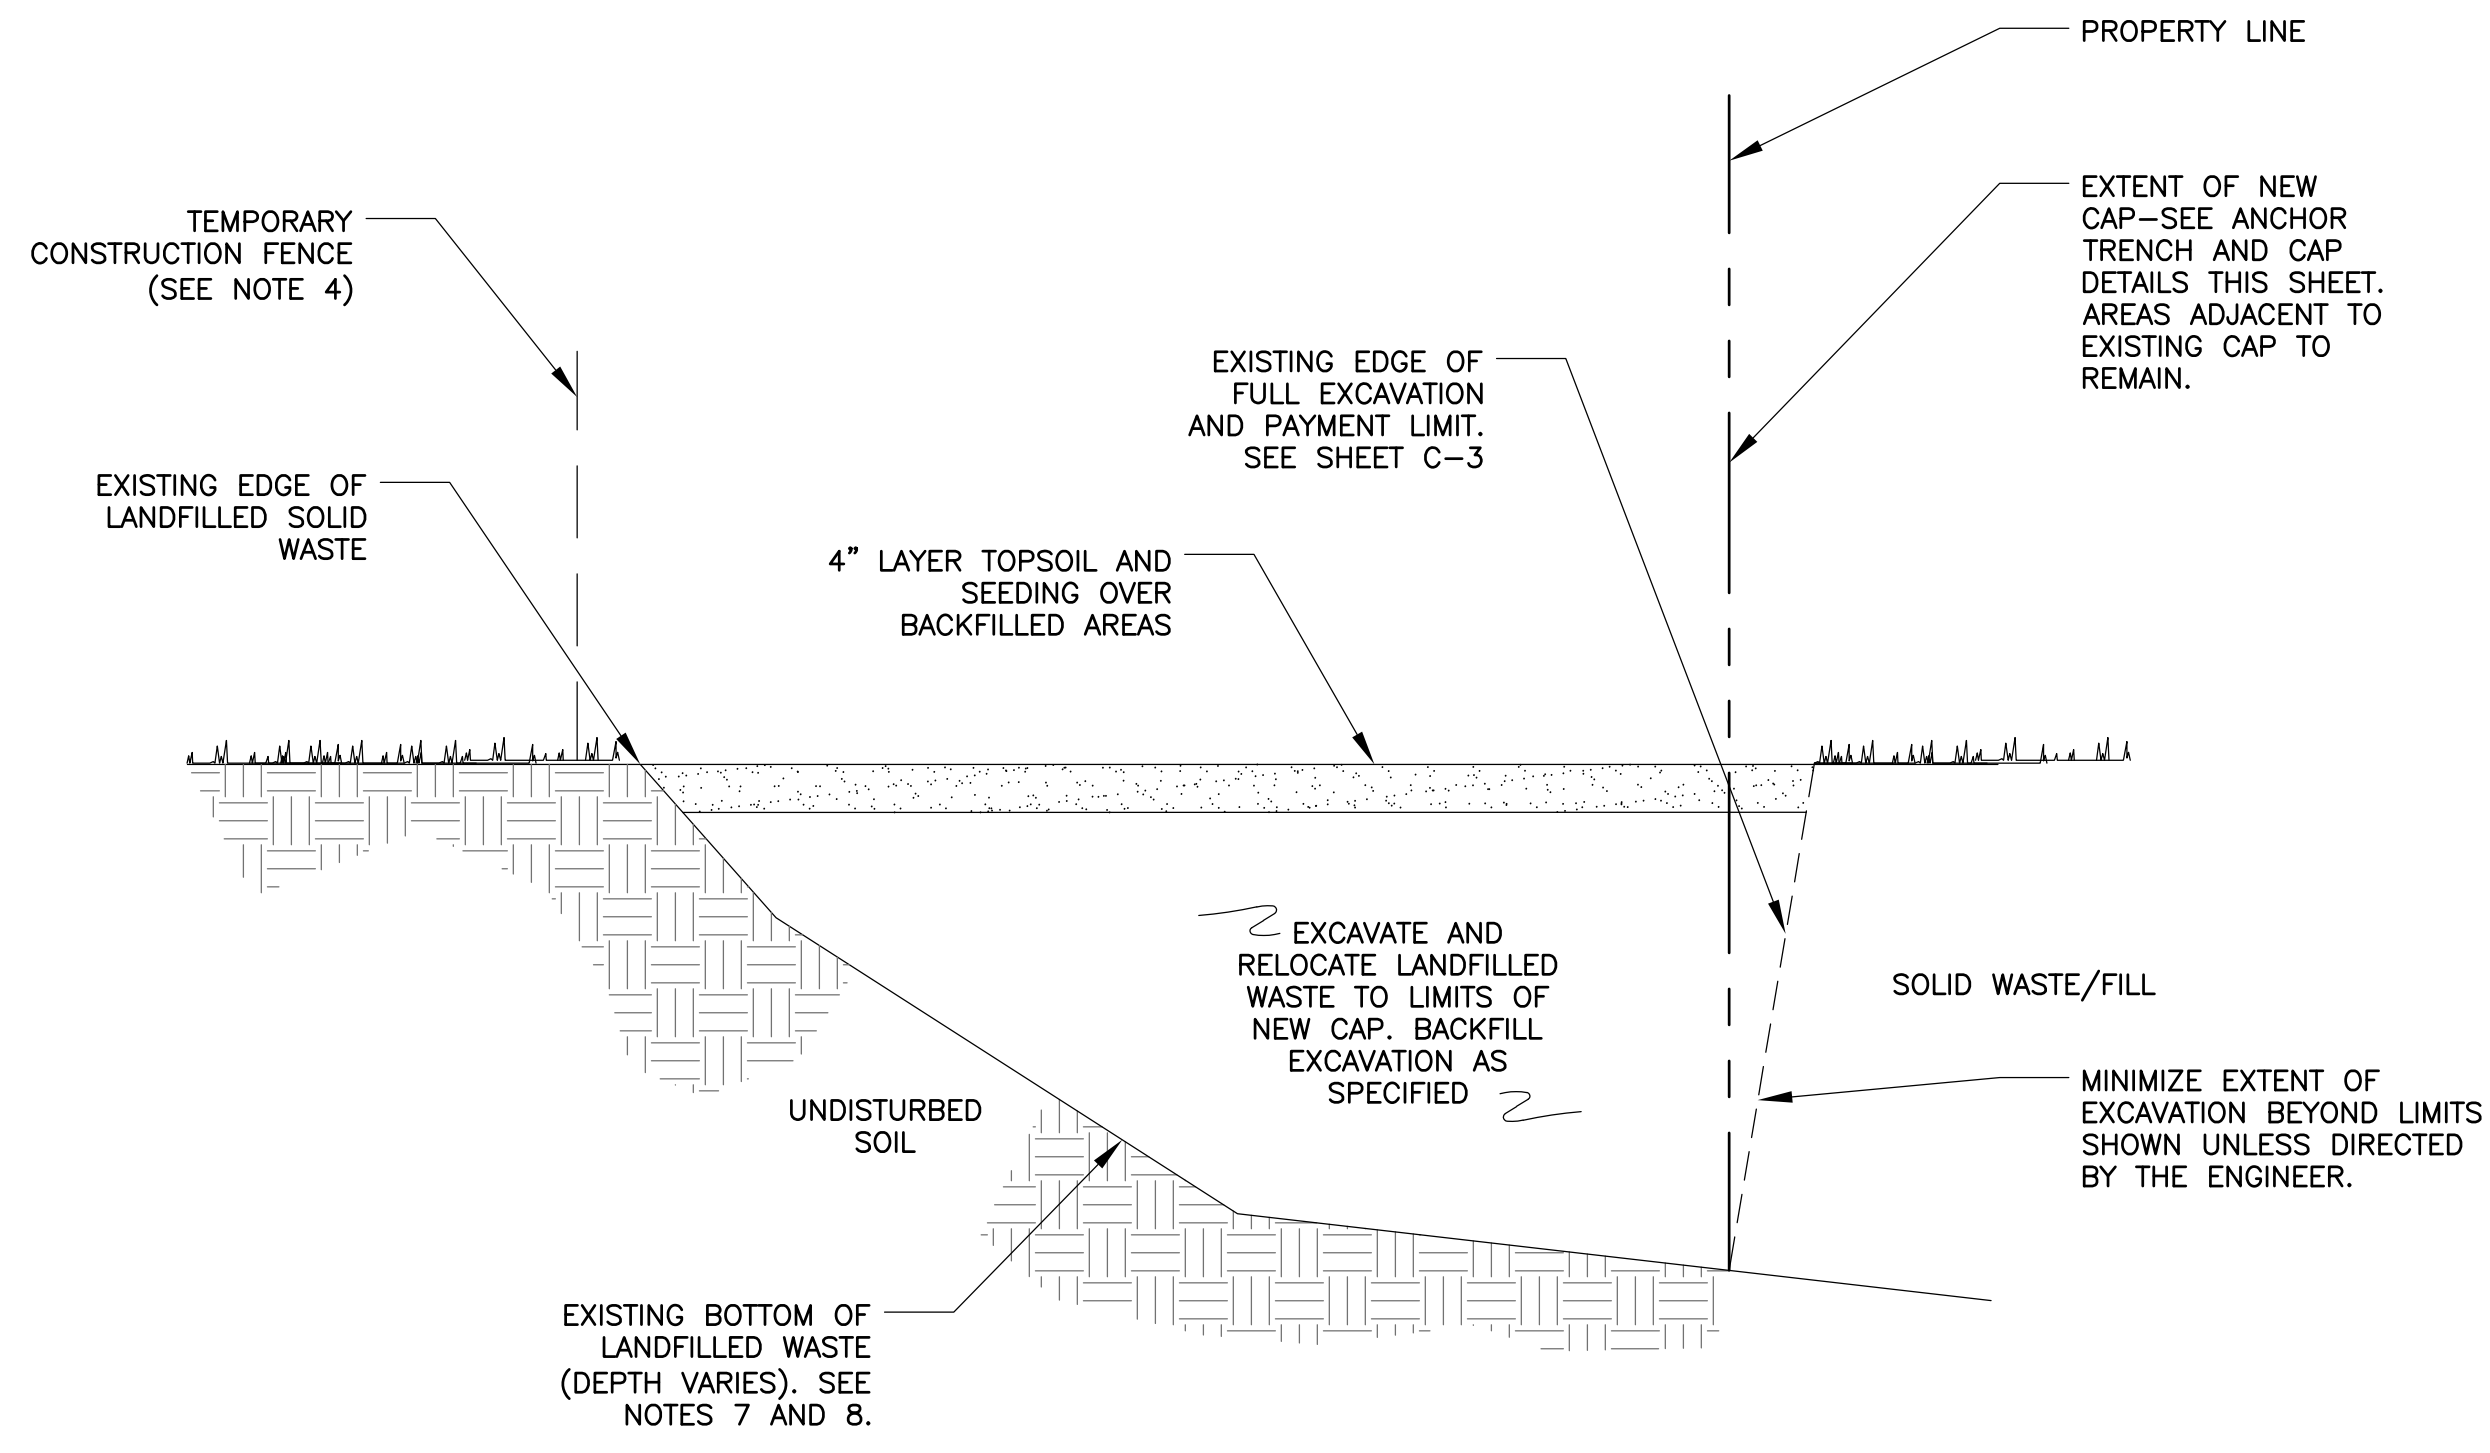 PROPERTY LINE
EXTENT OF NEW
CAP-SEE ANCHOR
TRENCH AND CAP
DETAILS THIS SHEET.
AREAS ADJACENT TO
EXISTING CAP TO
REMAIN.
TEMPORARY
CONSTRUCTION FENCE
(SEE NOTE 4)
EXISTING EDGE OF
FULL EXCAVATION
AND PAYMENT LIMIT.
SEE SHEET C-3
EXISTING EDGE OF
LANDFILLED SOLID
WASTE
4" LAYER TOPSOIL AND
SEEDING OVER
BACKFILLED AREAS
EXCAVATE AND
RELOCATE LANDFILLED
WASTE TO LIMITS OF
NEW CAP. BACKFILL
EXCAVATION AS
SPECIFIED
SOLID WASTE/FILL
MINIMIZE EXTENT OF
EXCAVATION BEYOND LIMITS
SHOWN UNLESS DIRECTED
BY THE ENGINEER.
UNDISTURBED
SOIL
EXISTING BOTTOM OF
LANDFILLED WASTE
(DEPTH VARIES). SEE
NOTES 7 AND 8.